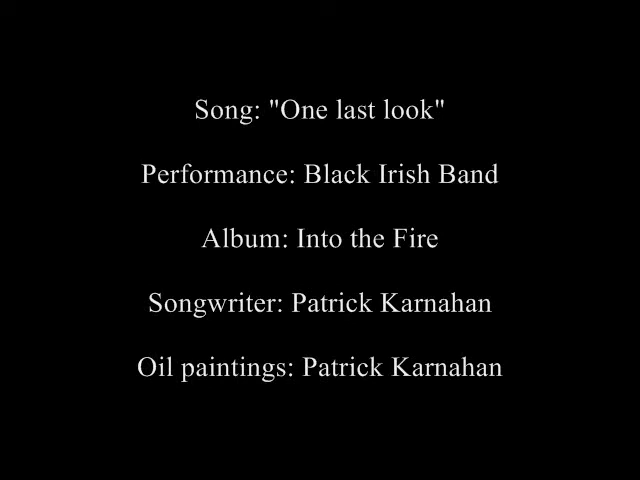 Song: "One last look"
Performance: Black Irish Band
Album: Into the Fire
Songwriter: Patrick Karnahan
Oil paintings: Patrick Karnahan